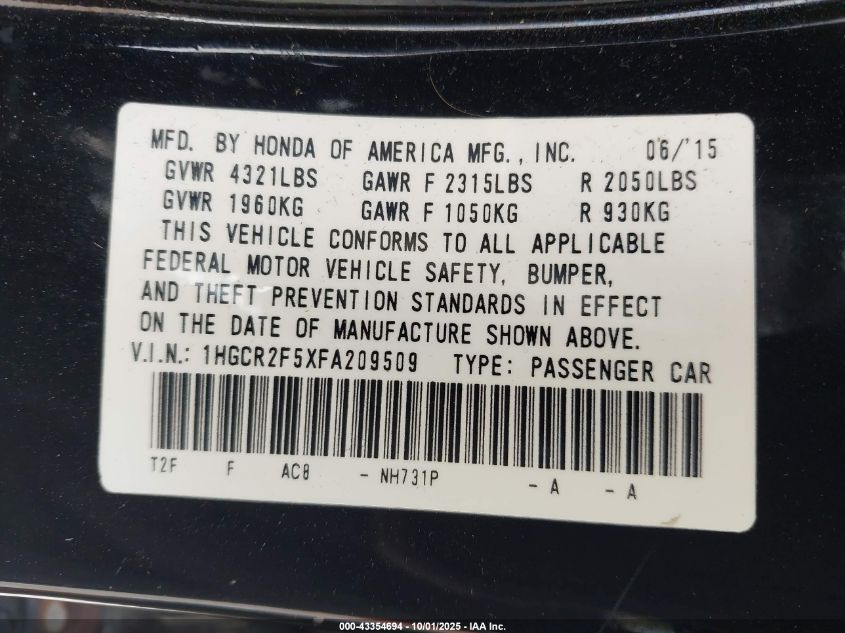 MFD. BY HONDA OF AMERICA MFG., INC. 06/'15
GVWR 4321LBS GAWR F 2315LBS R 2050LBS
GVWR 1960KG GAWR F 1050KG R 930KG
THIS VEHICLE CONFORMS TO ALL APPLICABLE
FEDERAL MOTOR VEHICLE SAFETY, BUMPER,
AND THEFT PREVENTION STANDARDS IN EFFECT
ON THE DATE OF MANUFACTURE SHOWN ABOVE.
V.I.N.: 1HGCR2F5XFA209509 TYPE: PASSENGER CAR
T2F F AC8 - NH731P - A - A
000-43354694 - 10/01/2025 - IAA Inc.